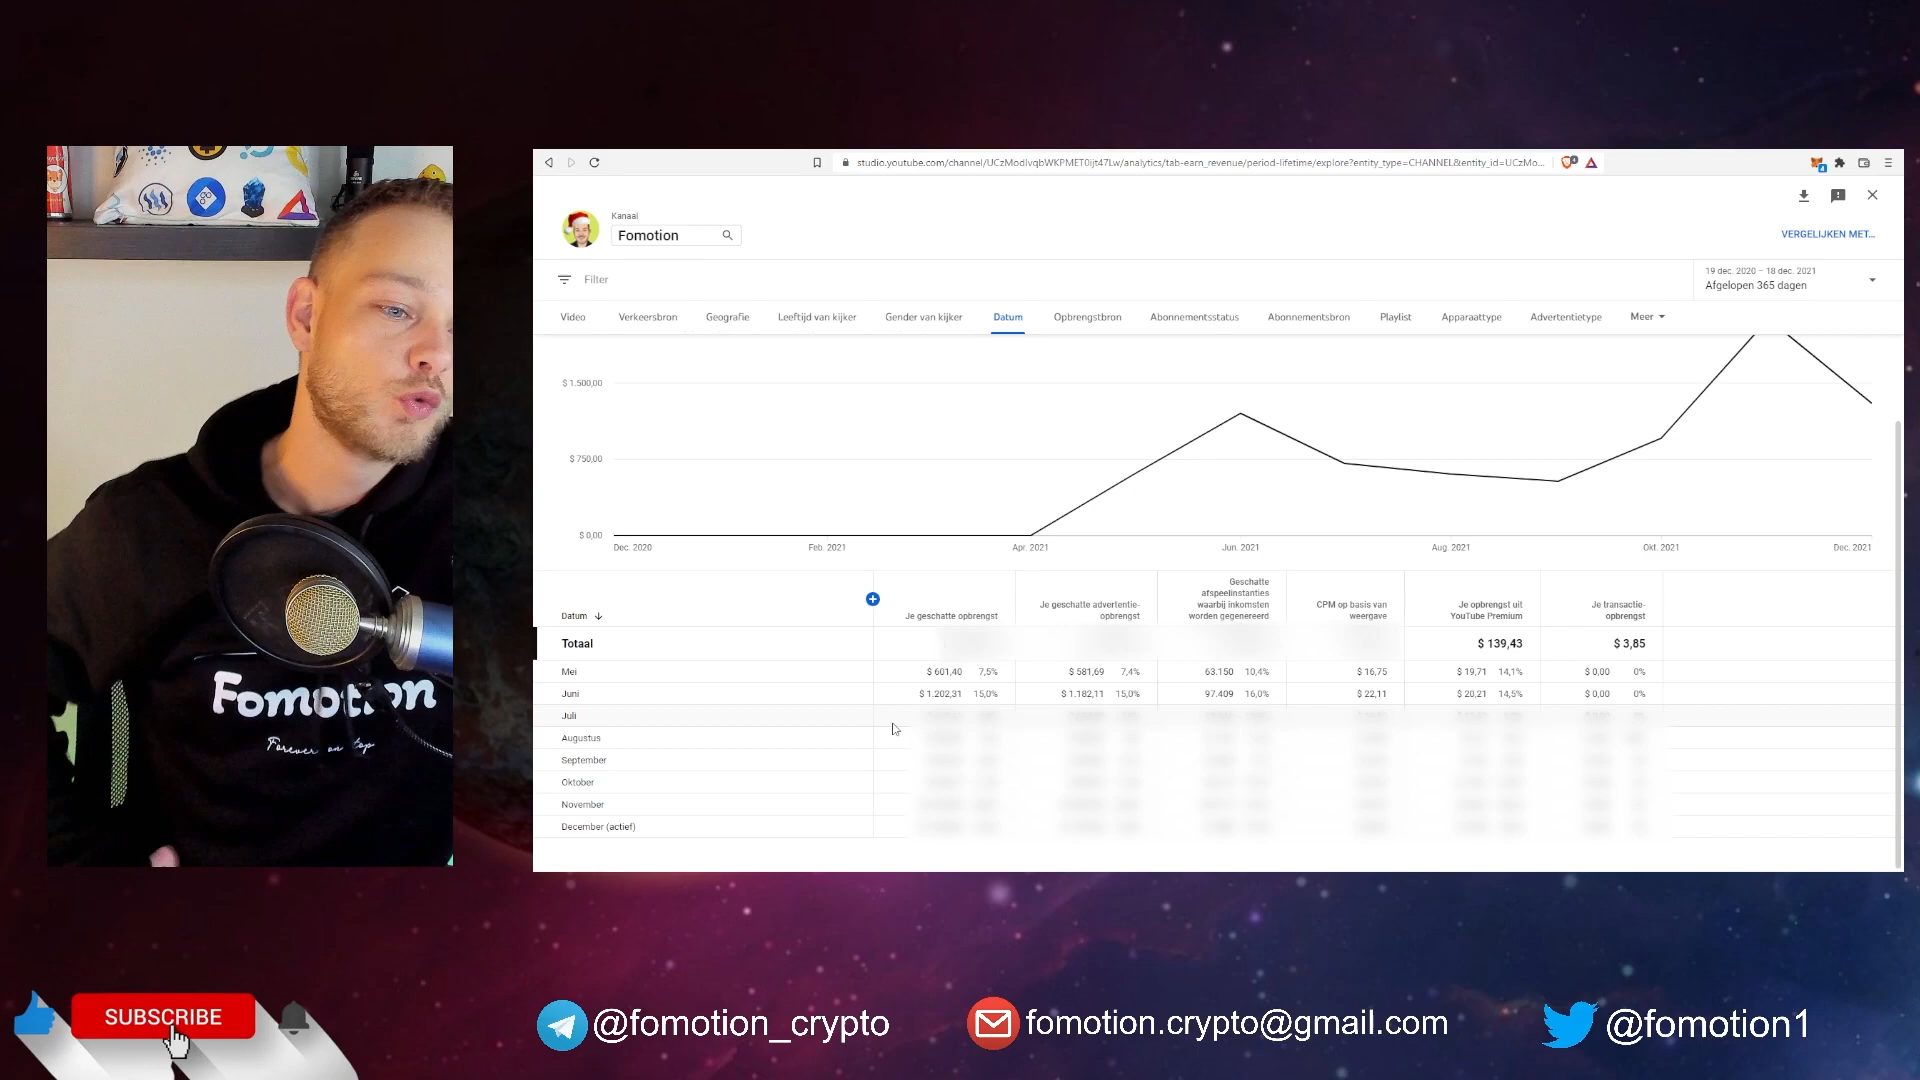 studio.youtube.com/channel/UCzModIvqbWKPMET0ijt47Lw/analytics/tab-earn_revenue/period-lifetime/explore?entity_type=CHANNEL&entity_id=UCzMo...
Kanaal
Fomotion
VERGELIJKEN MET...
Filter
19 dec. 2020 – 18 dec. 2021
Afgelopen 365 dagen
Video Verkeersbron Geografie Leeftijd van kijker Gender van kijker Datum Opbrengstbron Abonnementsstatus Abonnementsbron Playlist Apparaattype Advertentietype Meer
$ 1.500,00
$ 750,00
$ 0,00
Dec. 2020 Feb. 2021 Apr. 2021 Jun. 2021 Aug. 2021 Okt. 2021 Dec. 2021
Datum
Je geschatte opbrengst
Je geschatte advertentie-
opbrengst
Geschatte
afspeelinstanties
waarbij inkomsten
worden gegenereerd
CPM op basis van
weergave
Je opbrengst uit
YouTube Premium
Je transactie-
opbrengst
Totaal $ 139,43 $ 3,85
Mei $ 601,40 7,5% $ 581,69 7,4% 63.150 10,4% $ 16,75 $ 19,71 14,1% $ 0,00 0%
Juni $ 1.202,31 15,0% $ 1.182,11 15,0% 97.409 16,0% $ 22,11 $ 20,21 14,5% $ 0,00 0%
Juli
Augustus
September
Oktober
November
December (actief)
Fomotion
Forever on top
SUBSCRIBE
@fomotion_crypto
fomotion.crypto@gmail.com
@fomotion1